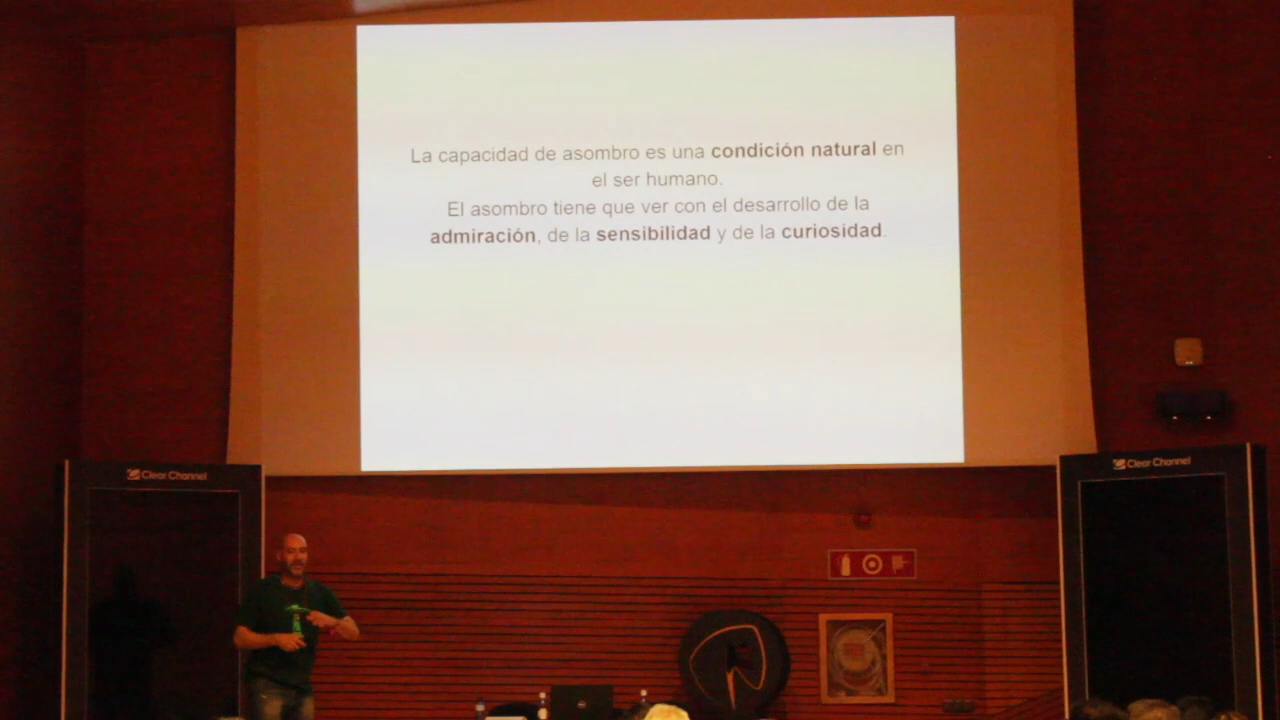 La capacidad de asombro es una condición natural en
el ser humano.
El asombro tiene que ver con el desarrollo de la
admiración, de la sensibilidad y de la curiosidad.
Clear Channel
Clear Channel